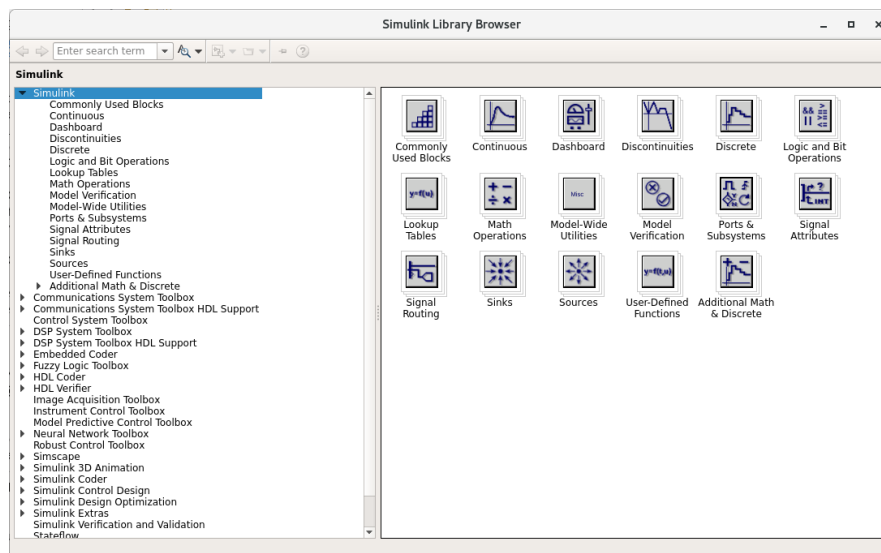 Simulink Library Browser
Enter search term
Simulink
Simulink
Commonly Used Blocks
Continuous
Dashboard
Discontinuities
Discrete
Logic and Bit Operations
Lookup Tables
Math Operations
Model Verification
Model-Wide Utilities
Ports & Subsystems
Signal Attributes
Signal Routing
Sinks
Sources
User-Defined Functions
Additional Math & Discrete
Communications System Toolbox
Communications System Toolbox HDL Support
Control System Toolbox
DSP System Toolbox
DSP System Toolbox HDL Support
Embedded Coder
Fuzzy Logic Toolbox
HDL Coder
HDL Verifier
Image Acquisition Toolbox
Instrument Control Toolbox
Model Predictive Control Toolbox
Neural Network Toolbox
Robust Control Toolbox
Simscape
Simulink 3D Animation
Simulink Coder
Simulink Control Design
Simulink Design Optimization
Simulink Extras
Simulink Verification and Validation
Stateflow
Commonly
Used Blocks
Continuous
Dashboard
Discontinuities
Discrete
&& >
|| ==
<=
Logic and Bit
Operations
y=f(u)
Lookup
Tables
+ −
÷ ×
Math
Operations
Misc
Model-Wide
Utilities
Model
Verification
Ports &
Subsystems
?
INT
Signal
Attributes
Signal
Routing
Sinks
Sources
y=f(t,u)
User-Defined
Functions
Additional Math
& Discrete